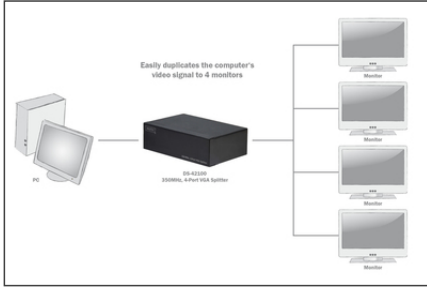 Easily duplicates the computer's
video signal to 4 monitors
Monitor
Monitor
PC
DS-42100
350MHz, 4-Port VGA Splitter
Monitor
Monitor